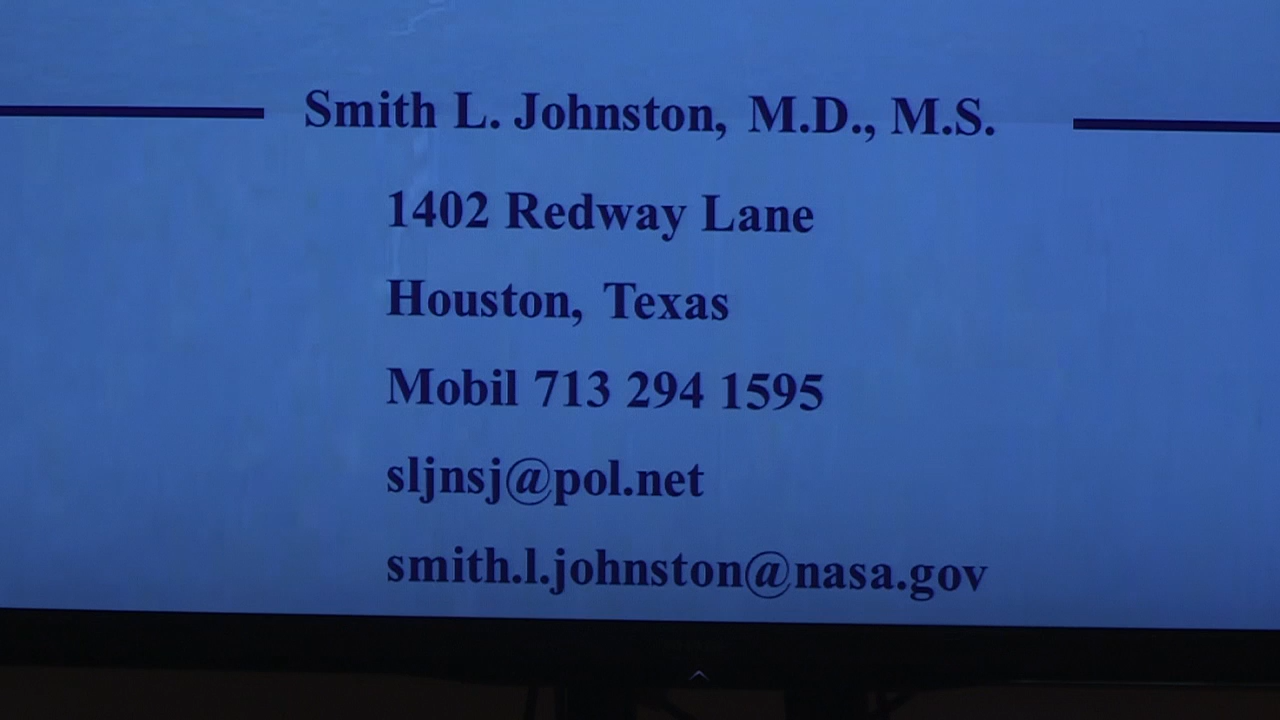 Smith L. Johnston, M.D., M.S.
1402 Redway Lane
Houston, Texas
Mobil 713 294 1595
sljnsj@pol.net
smith.l.johnston@nasa.gov